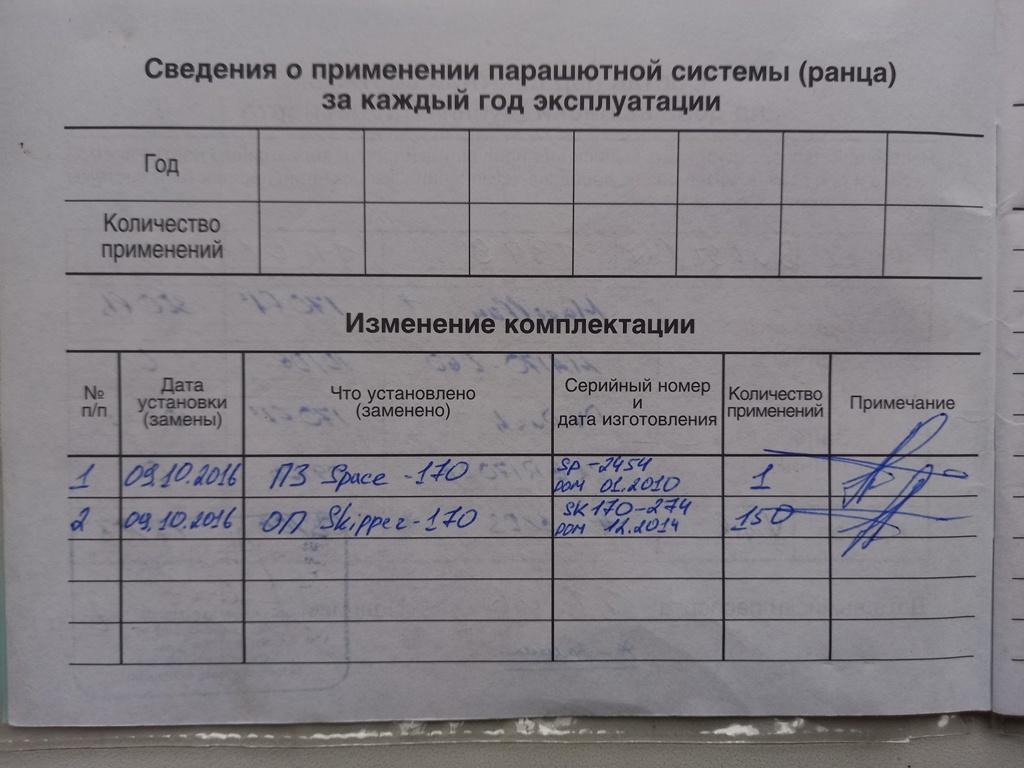 Сведения о применении парашютной системы (ранца)
за каждый год эксплуатации
Год
Количество
применений
Изменение комплектации
№
п/п
Дата
установки
(замены)
Что установлено
(заменено)
Серийный номер
и
дата изготовления
Количество
применений
Примечание
1 09.10.2016 ПЗ Space -170 Sp -2454 1
DOM 01.2010
2 09.10.2016 ОП Skipper-170 SK170-274 150
DOM 12.2014